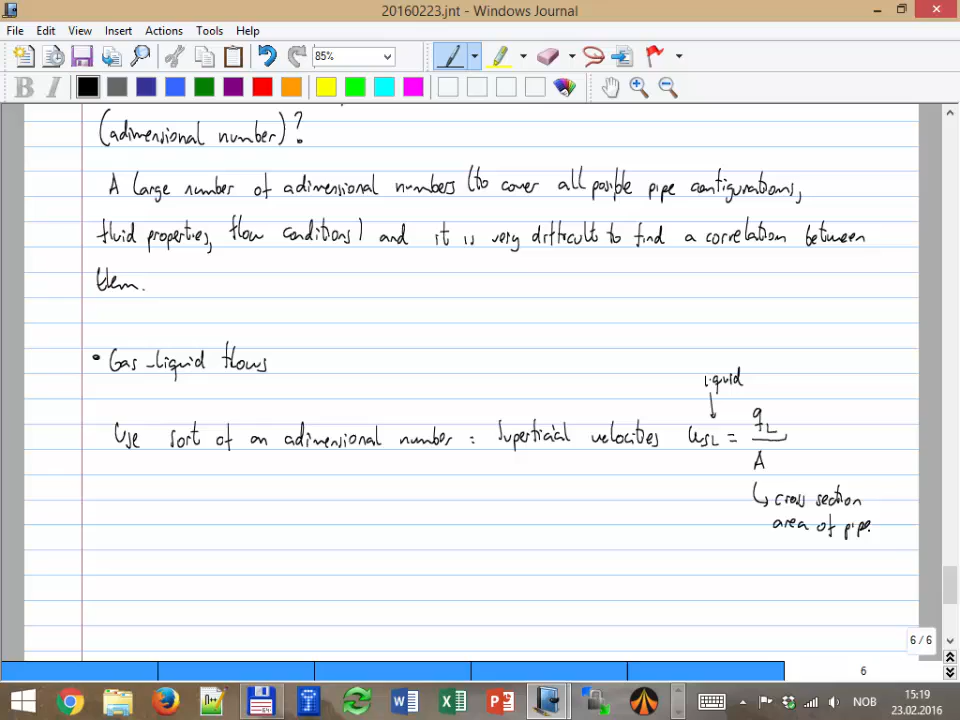 20160223.jnt - Windows Journal
File Edit View Insert Actions Tools Help
85%
B I
(adimensional number)?
A large number of adimensional numbers (to cover all posible pipe configurations,
fluid properties, flow conditions) and it is very difficult to find a correlation between
them.
• Gas-liquid flows
liquid
Use sort of an adimensional number = Superficial velocities usL = qL
A
cross section
area of pipe
6 / 6
6
NOB
15:19
23.02.2016